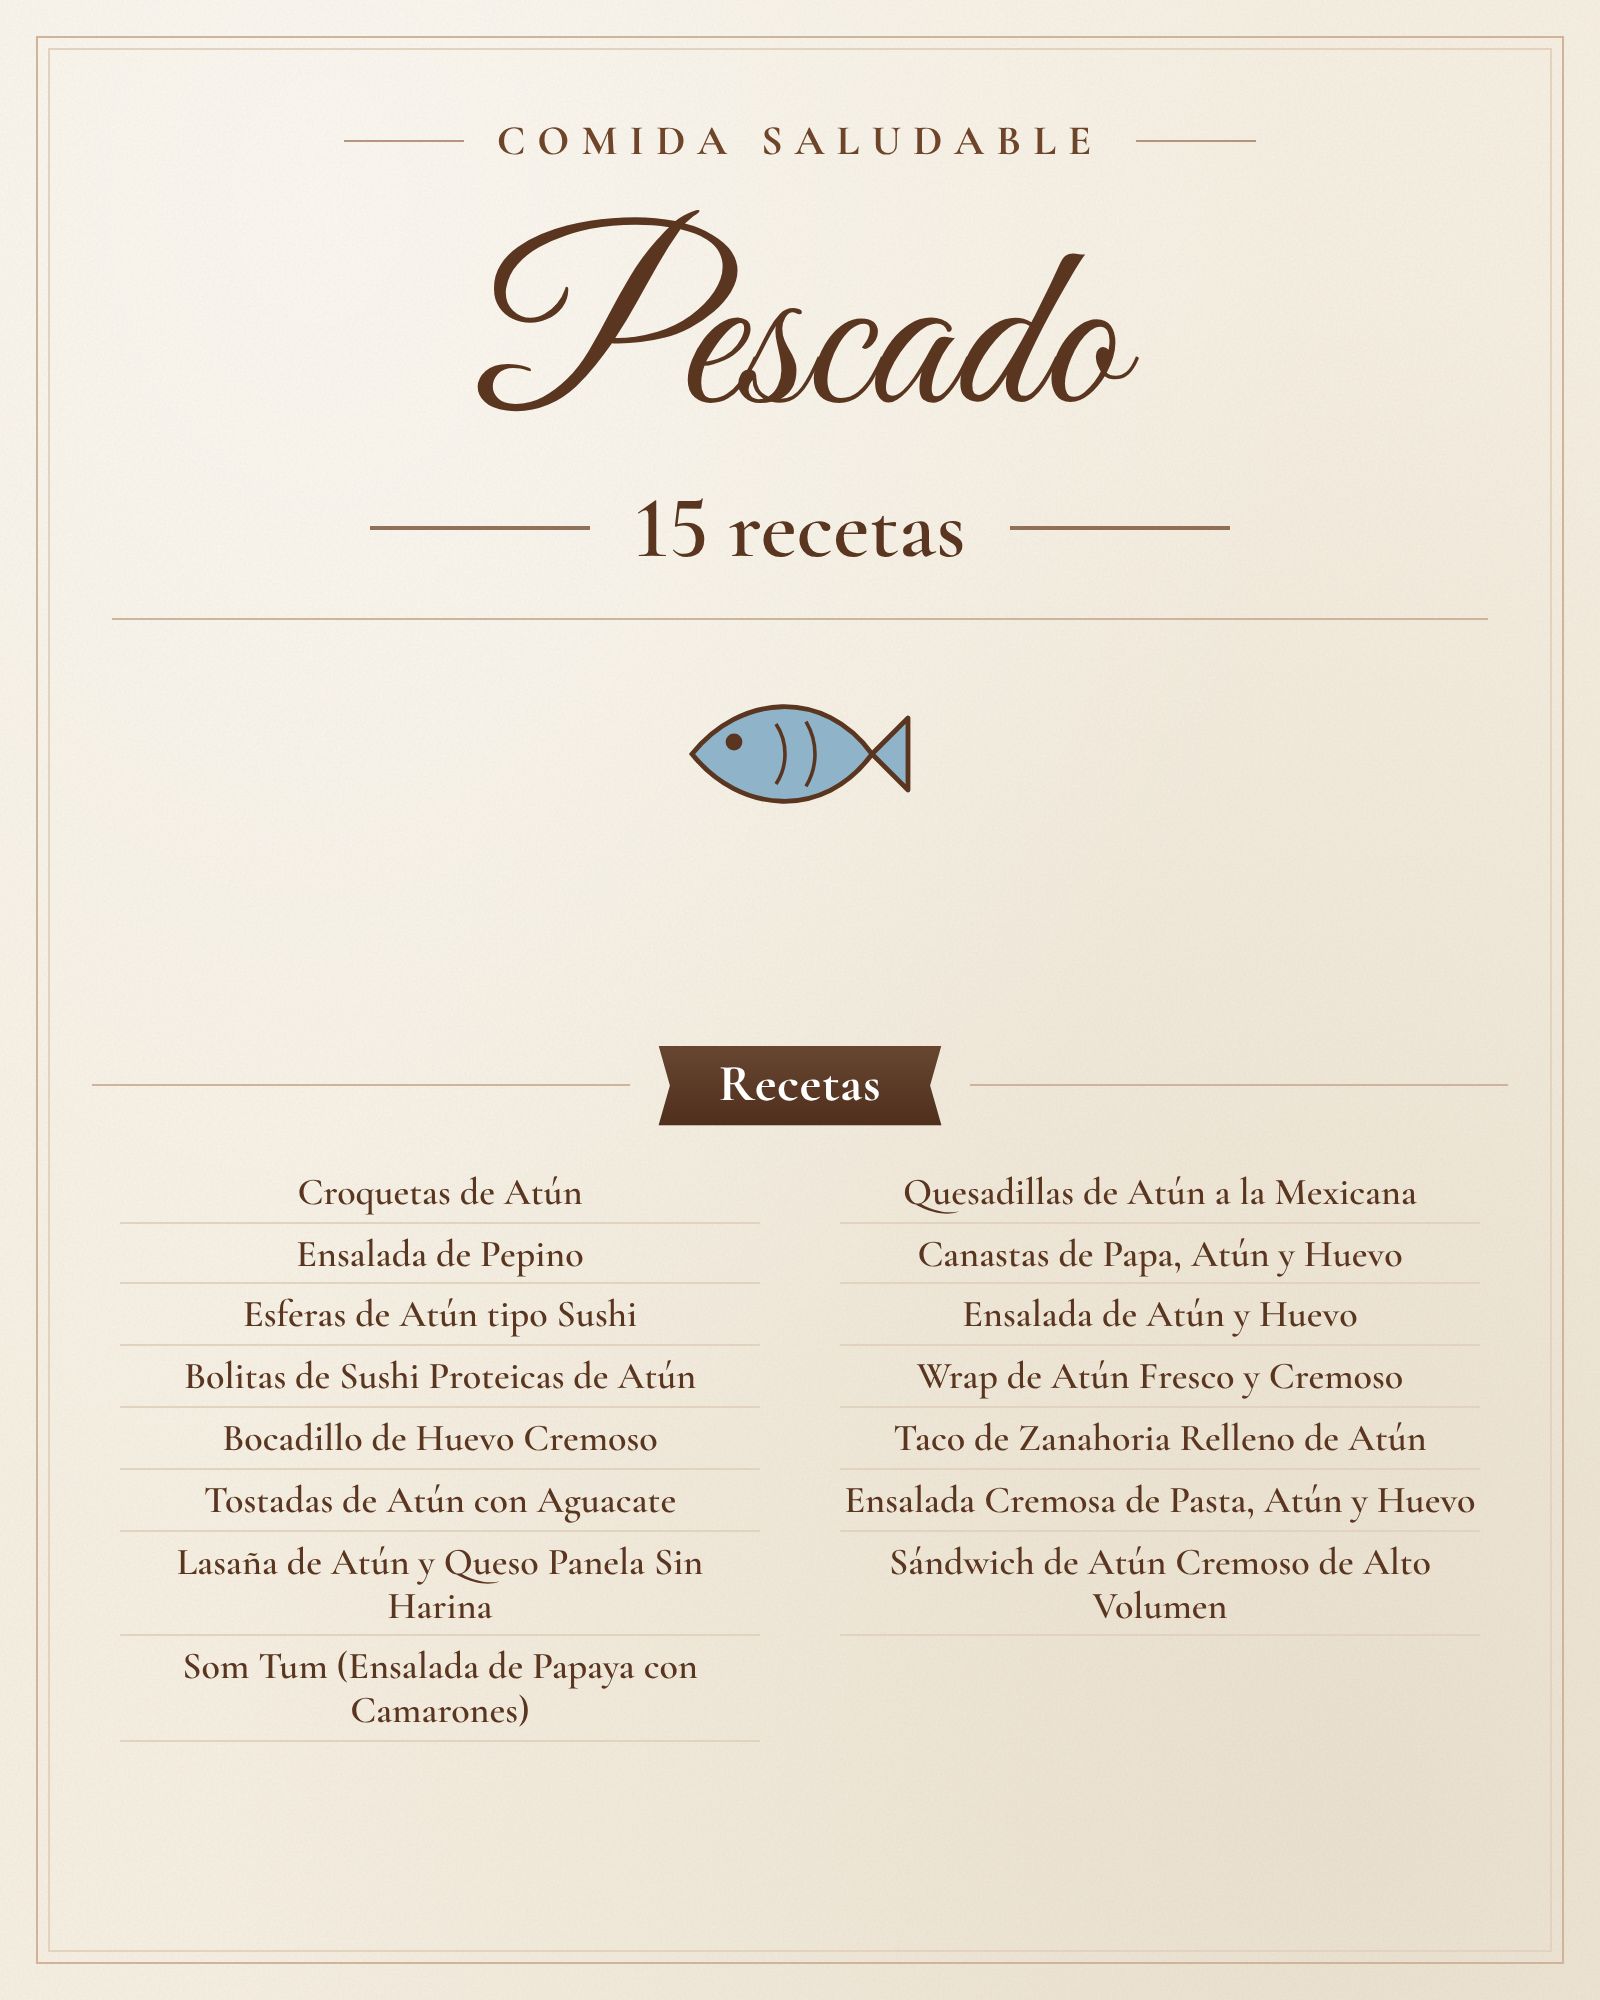 COMIDA SALUDABLE
Pescado
15 recetas
Recetas
Croquetas de Atún
Ensalada de Pepino
Esferas de Atún tipo Sushi
Bolitas de Sushi Proteicas de Atún
Bocadillo de Huevo Cremoso
Tostadas de Atún con Aguacate
Lasaña de Atún y Queso Panela Sin
Harina
Som Tum (Ensalada de Papaya con
Camarones)
Quesadillas de Atún a la Mexicana
Canastas de Papa, Atún y Huevo
Ensalada de Atún y Huevo
Wrap de Atún Fresco y Cremoso
Taco de Zanahoria Relleno de Atún
Ensalada Cremosa de Pasta, Atún y Huevo
Sándwich de Atún Cremoso de Alto
Volumen